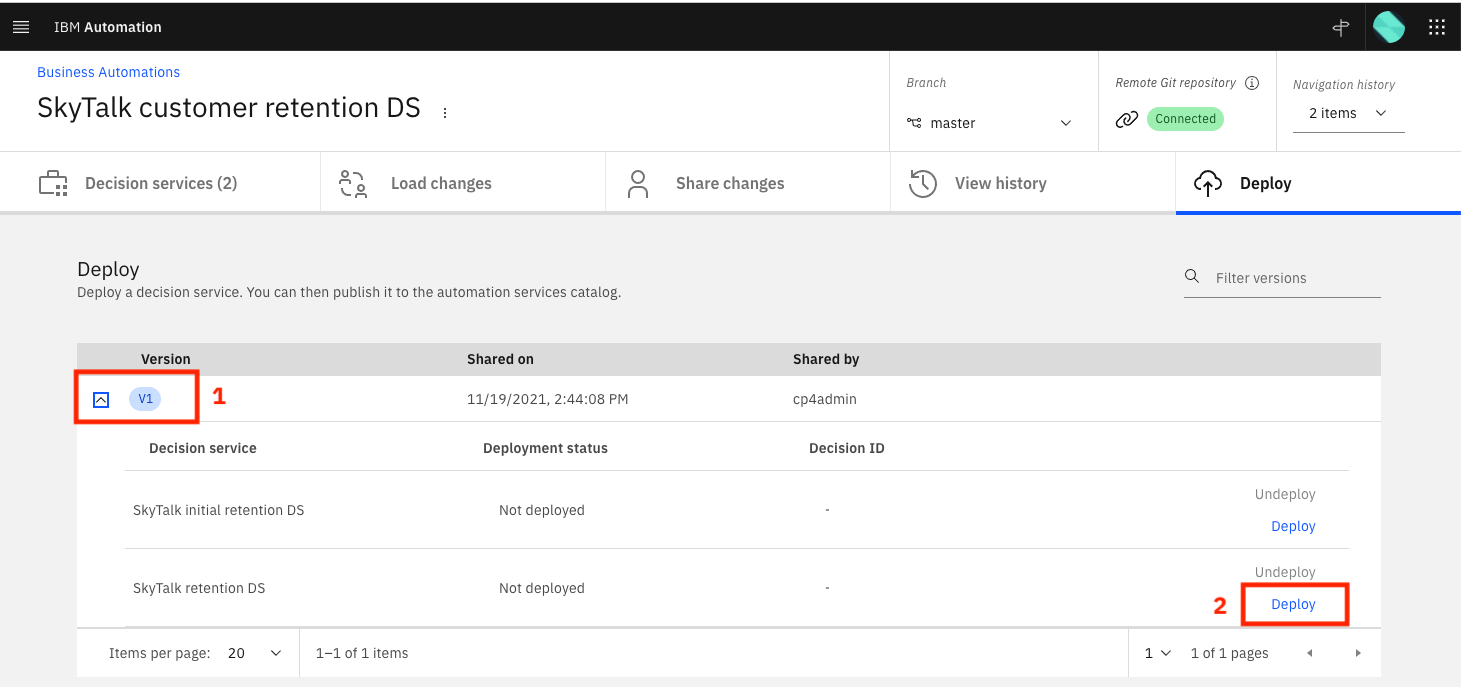 IBM Automation
Business Automations
SkyTalk customer retention DS
Branch
master
Remote Git repository
Connected
Navigation history
2 items
Decision services (2)
Load changes
Share changes
View history
Deploy
Deploy
Deploy a decision service. You can then publish it to the automation services catalog.
Filter versions
Version Shared on Shared by
V1 1 11/19/2021, 2:44:08 PM cp4admin
Decision service Deployment status Decision ID
Undeploy
SkyTalk initial retention DS Not deployed -
Deploy
Undeploy
SkyTalk retention DS Not deployed -
2 Deploy
Items per page: 20 1–1 of 1 items 1 1 of 1 pages